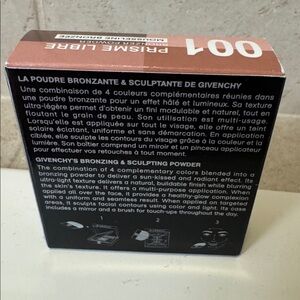 001
PRISME LIBRE
MOUSSELINE BRONZÉE
LA POUDRE BRONZANTE & SCULPTANTE DE GIVENCHY
Une combinaison de 4 couleurs complémentaires réunies dans
une poudre bronzante pour un effet hâlé et lumineux. Sa texture
ultra-légère permet d'obtenir un fini modulable et naturel, tout en
floutant le grain de peau. Son utilisation est multi-usage.
Lorsqu'elle est appliquée sur tout le visage, elle offre un teint
solaire éclatant, uniforme et sans démarcation. En application
ciblée, elle sculpte les contours du visage grâce à la couleur et la
lumière. Son boîtier comprend un miroir et un pinceau applicateur
pour effectuer vos retouches à tout moment.
GIVENCHY'S BRONZING & SCULPTING POWDER
The combination of 4 complementary colors blended into a
bronzing powder to deliver a sun-kissed and radiant effect. Its
ultra-light texture delivers a natural, buildable finish while blurring
the skin's texture. It offers a multi-purpose application. When
applied all over the face, it provides a healthy-glow complexion
with a uniform and seamless result. When applied on targeted
areas, it sculpts facial contours using color and light. Its case
includes a mirror and a brush for touch-ups throughout the day.
1 2 3